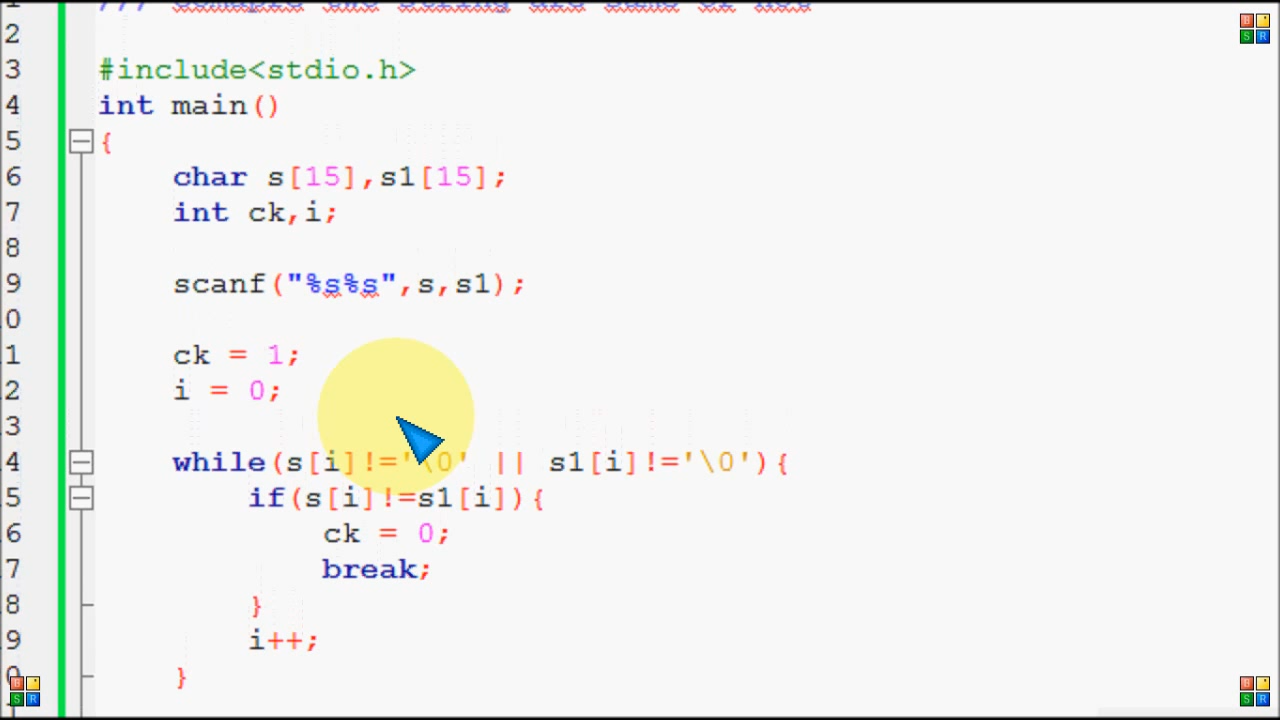 2
3 #include<stdio.h>
4 int main()
5 {
6 char s[15],s1[15];
7 int ck,i;
8
9 scanf("%s%s",s,s1);
0
1 ck = 1;
2 i = 0;
3
4 while(s[i]!='\0' || s1[i]!='\0'){
5 if(s[i]!=s1[i]){
6 ck = 0;
7 break;
8 }
9 i++;
0 }